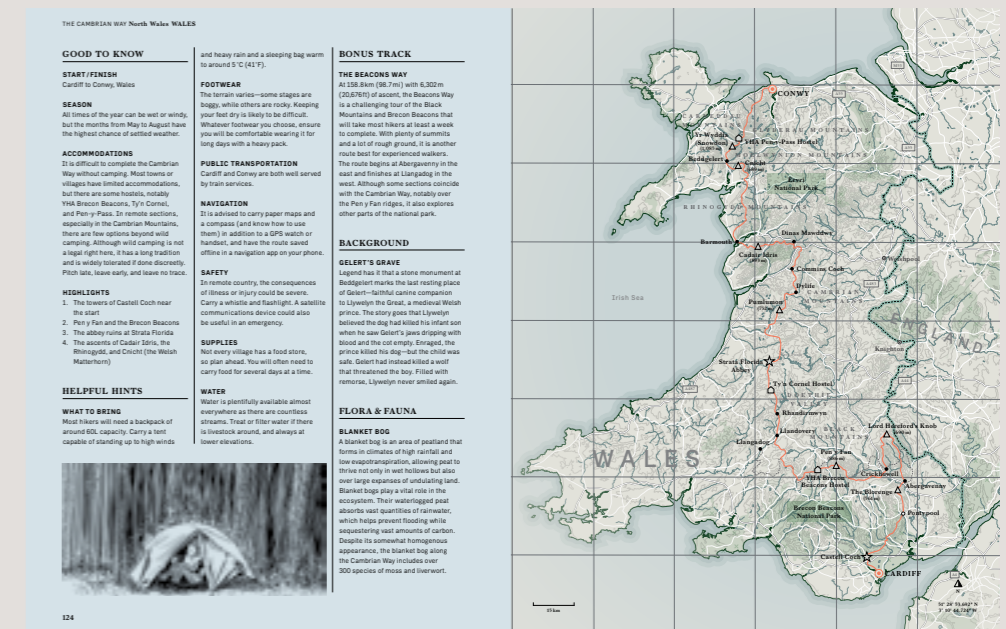 THE CAMBRIAN WAY North Wales WALES
GOOD TO KNOW
START/FINISH
Cardiff to Conwy, Wales
SEASON
All times of the year can be wet or windy,
but the months from May to August have
the highest chance of settled weather.
ACCOMMODATIONS
It is difficult to complete the Cambrian
Way without camping. Most towns or
villages have limited accommodations,
but there are some hostels, notably
YHA Brecon Beacons, Ty'n Cornel,
and Pen-y-Pass. In remote sections,
especially in the Cambrian Mountains,
there are few options beyond wild
camping. Although wild camping is not
a legal right here, it has a long tradition
and is widely tolerated if done discreetly.
Pitch late, leave early, and leave no trace.
HIGHLIGHTS
1. The towers of Castell Coch near
the start
2. Pen y Fan and the Brecon Beacons
3. The abbey ruins at Strata Florida
4. The ascents of Cadair Idris, the
Rhinogydd, and Cnicht (the Welsh
Matterhorn)
HELPFUL HINTS
WHAT TO BRING
Most hikers will need a backpack of
around 60L capacity. Carry a tent
capable of standing up to high winds
and heavy rain and a sleeping bag warm
to around 5°C (41°F).
FOOTWEAR
The terrain varies—some stages are
boggy, while others are rocky. Keeping
your feet dry is likely to be difficult.
Whatever footwear you choose, ensure
you will be comfortable wearing it for
long days with a heavy pack.
PUBLIC TRANSPORTATION
Cardiff and Conwy are both well served
by train services.
NAVIGATION
It is advised to carry paper maps and
a compass (and know how to use
them) in addition to a GPS watch or
handset, and have the route saved
offline in a navigation app on your phone.
SAFETY
In remote country, the consequences
of illness or injury could be severe.
Carry a whistle and flashlight. A satellite
communications device could also
be useful in an emergency.
SUPPLIES
Not every village has a food store,
so plan ahead. You will often need to
carry food for several days at a time.
WATER
Water is plentifully available almost
everywhere as there are countless
streams. Treat or filter water if there
is livestock around, and always at
lower elevations.
BONUS TRACK
THE BEACONS WAY
At 158.8km (98.7mi) with 6,302m
(20,676ft) of ascent, the Beacons Way
is a challenging tour of the Black
Mountains and Brecon Beacons that
will take most hikers at least a week
to complete. With plenty of summits
and a lot of rough ground, it is another
route best for experienced walkers.
The route begins at Abergavenny in the
east and finishes at Llangadog in the
west. Although some sections coincide
with the Cambrian Way, notably over
the Pen y Fan ridges, it also explores
other parts of the national park.
BACKGROUND
GELERT'S GRAVE
Legend has it that a stone monument at
Beddgelert marks the last resting place
of Gelert—faithful canine companion
to Llywelyn the Great, a medieval Welsh
prince. The story goes that Llywelyn
believed the dog had killed his infant son
when he saw Gelert's jaws dripping with
blood and the cot empty. Enraged, the
prince killed his dog—but the child was
safe. Gelert had instead killed a wolf
that threatened the boy. Filled with
remorse, Llywelyn never smiled again.
FLORA & FAUNA
BLANKET BOG
A blanket bog is an area of peatland that
forms in climates of high rainfall and
low evapotranspiration, allowing peat to
thrive not only in wet hollows but also
over large expanses of undulating land.
Blanket bogs play a vital role in the
ecosystem. Their waterlogged peat
absorbs vast quantities of rainwater,
which helps prevent flooding while
sequestering vast amounts of carbon.
Despite its somewhat homogenous
appearance, the blanket bog along
the Cambrian Way includes over
300 species of moss and liverwort.
124
CONWY
Yr Wyddfa
(Snowdon)
YHA Pen-y-Pass Hostel
Beddgelert
Cnicht
Eryri
National Park
RHINOGYDD MOUNTAINS
Barmouth
Dinas Mawddwy
Cadair Idris
Commins Coch
Welshpool
Dylife
CAMBRIAN
MOUNTAINS
Pumlumon
Irish Sea
ENGLAND
Knighton
Strata Florida
Abbey
Ty'n Cornel Hostel
Rhandirmwyn
Llandovery
Llangadog
BLACK
MOUNTAINS
Lord Hereford's Knob
WALES
Pen y Fan
YHA Brecon
Beacons Hostel
Crickhowell
Abergavenny
The Blorenge
Brecon Beacons
National Park
Pontypool
Castell Coch
CARDIFF
15 km
N